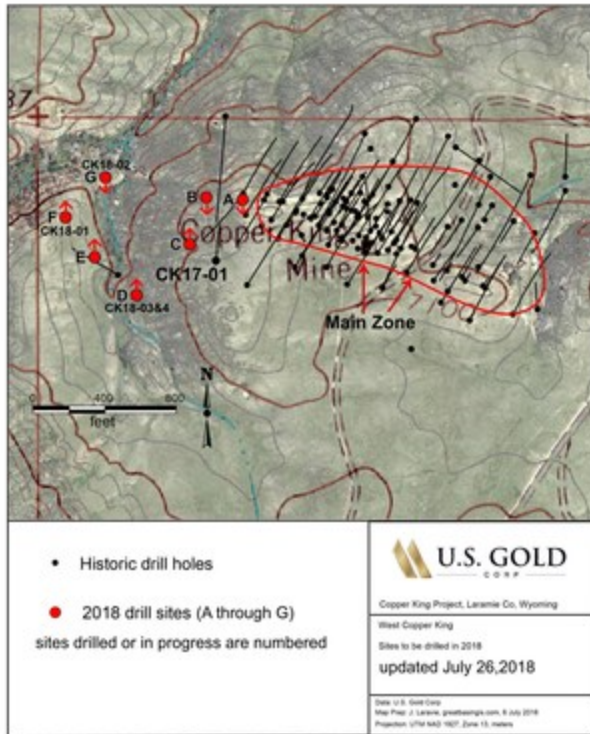 87
CK18-02
G
B
A
F
CK18-01
C
Copper King
E
CK17-01
Mine
D
CK18-03&4
Main Zone
7100
N
0 400 800
feet
Historic drill holes
2018 drill sites (A through G)
sites drilled or in progress are numbered
U.S. GOLD
CORP
Copper King Project, Laramie Co, Wyoming
West Copper King
Sites to be drilled in 2018
updated July 26,2018
Data: U.S. Gold Corp
Map Prep: J. Laravie, greatbasingis.com, 6 July 2018
Projection: UTM NAD 1927, Zone 13, meters